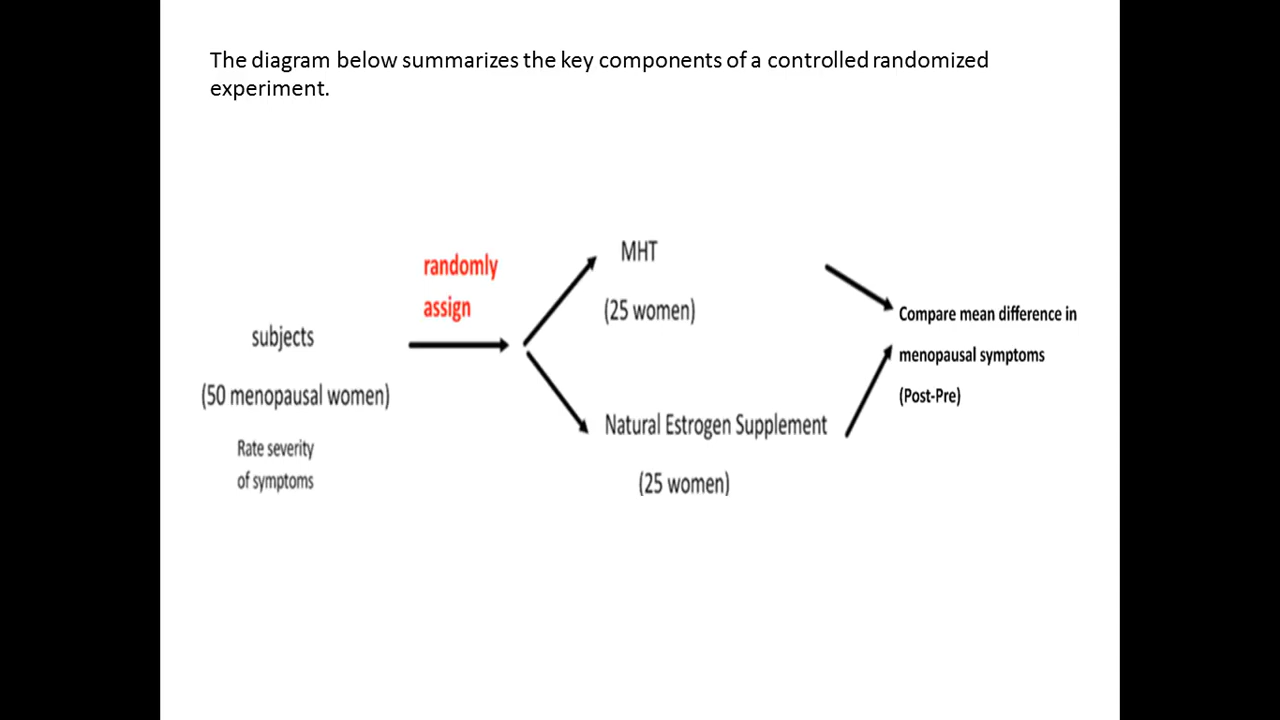 The diagram below summarizes the key components of a controlled randomized
experiment.
subjects
(50 menopausal women)
Rate severity
of symptoms
randomly
assign
MHT
(25 women)
Natural Estrogen Supplement
(25 women)
Compare mean difference in
menopausal symptoms
(Post-Pre)